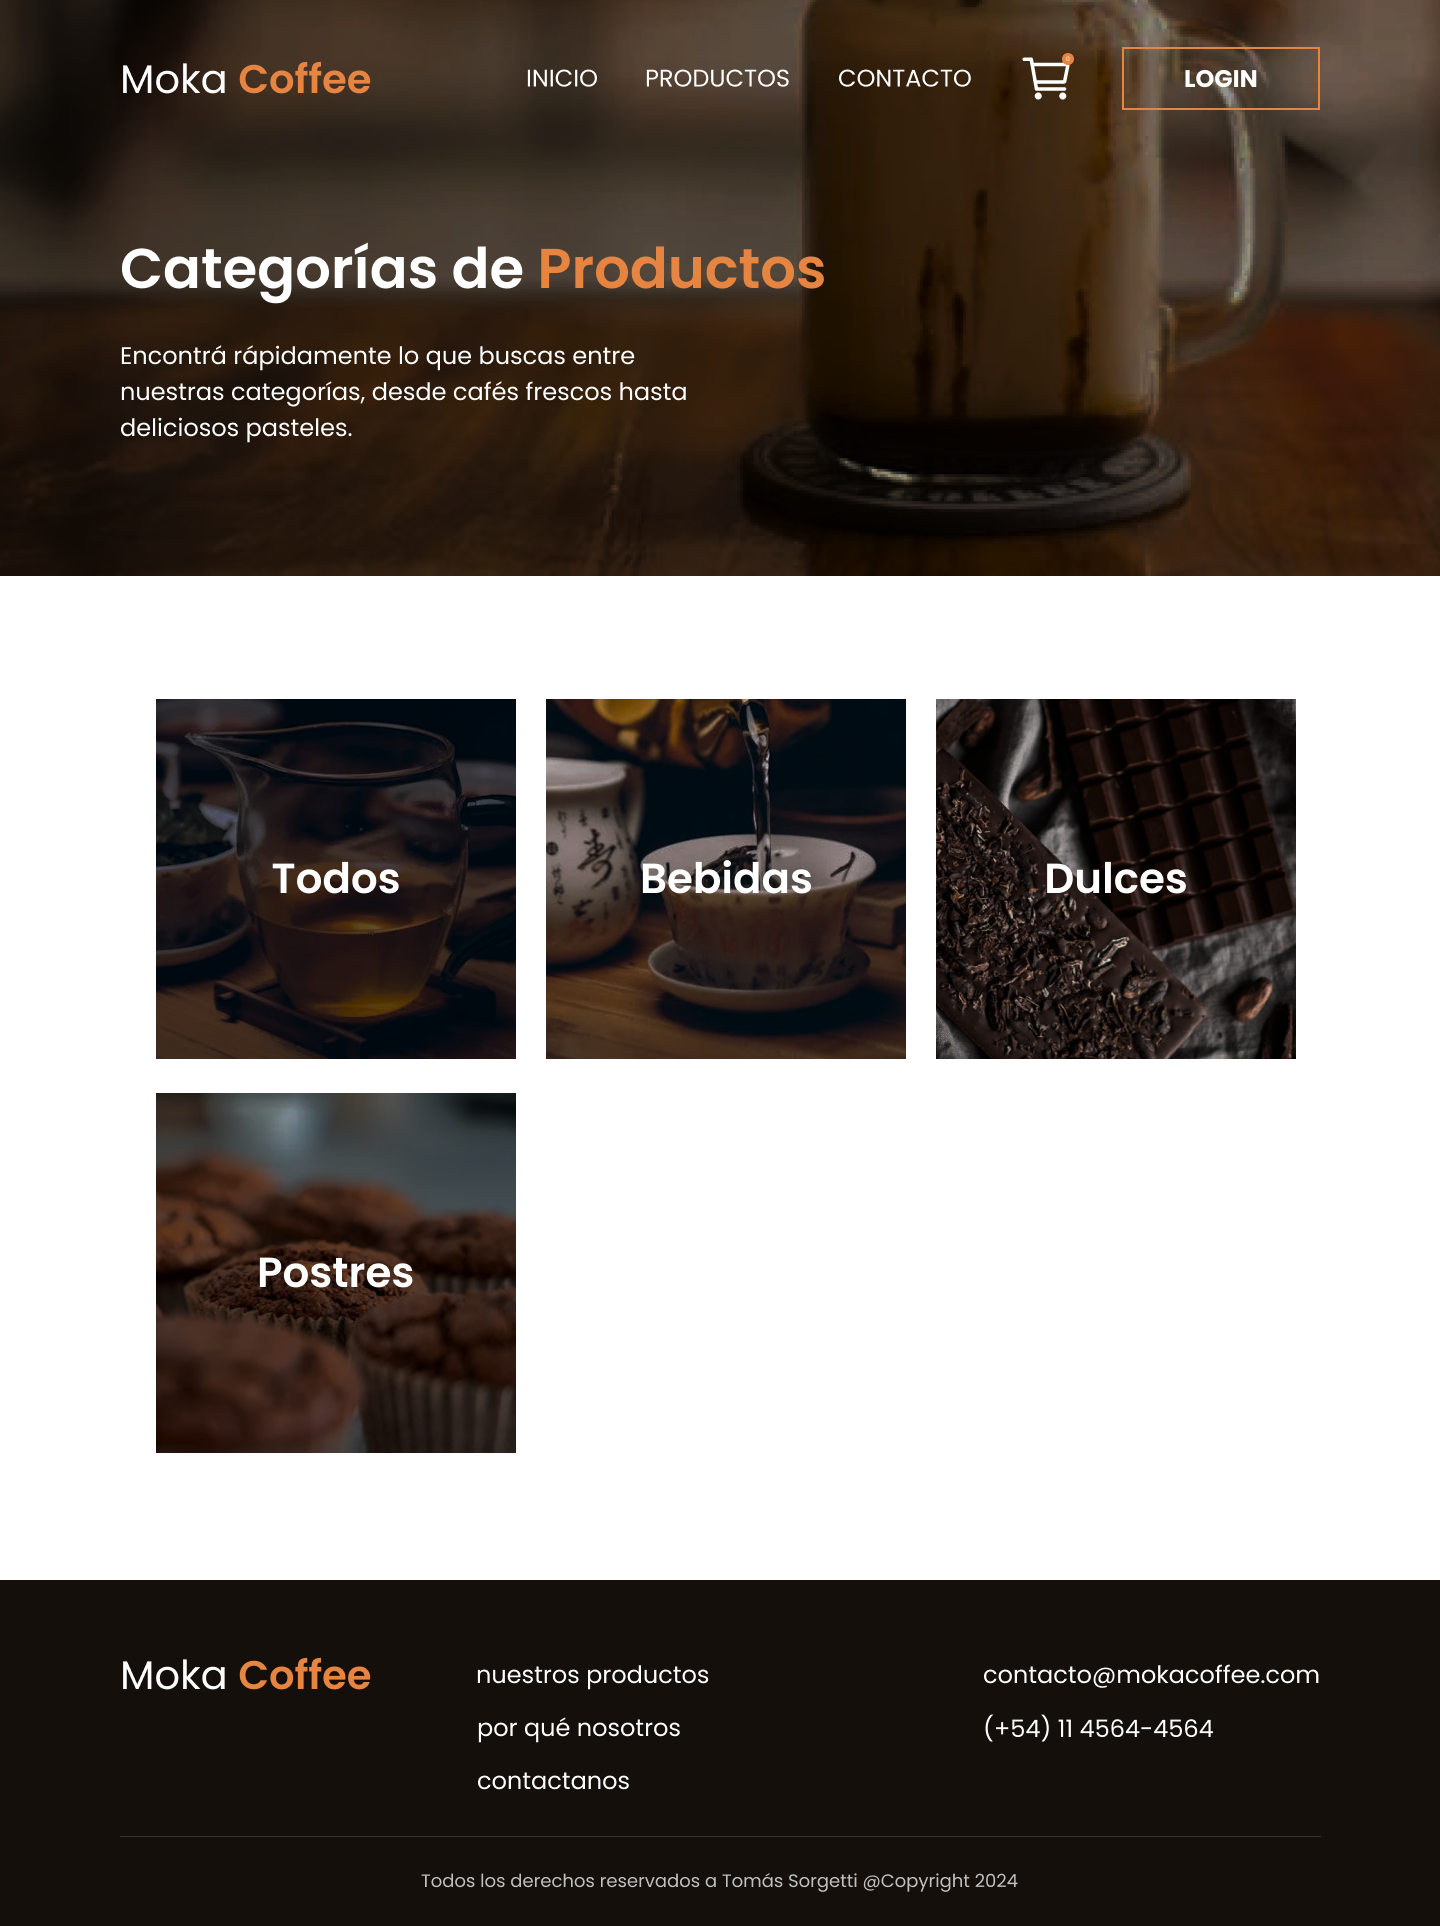 Moka Coffee
INICIO
PRODUCTOS
CONTACTO
0
LOGIN
Categorías de Productos
Encontrá rápidamente lo que buscas entre
nuestras categorías, desde cafés frescos hasta
deliciosos pasteles.
Todos
Bebidas
Dulces
Postres
Moka Coffee
nuestros productos
por qué nosotros
contactanos
contacto@mokacoffee.com
(+54) 11 4564-4564
Todos los derechos reservados a Tomás Sorgetti @Copyright 2024